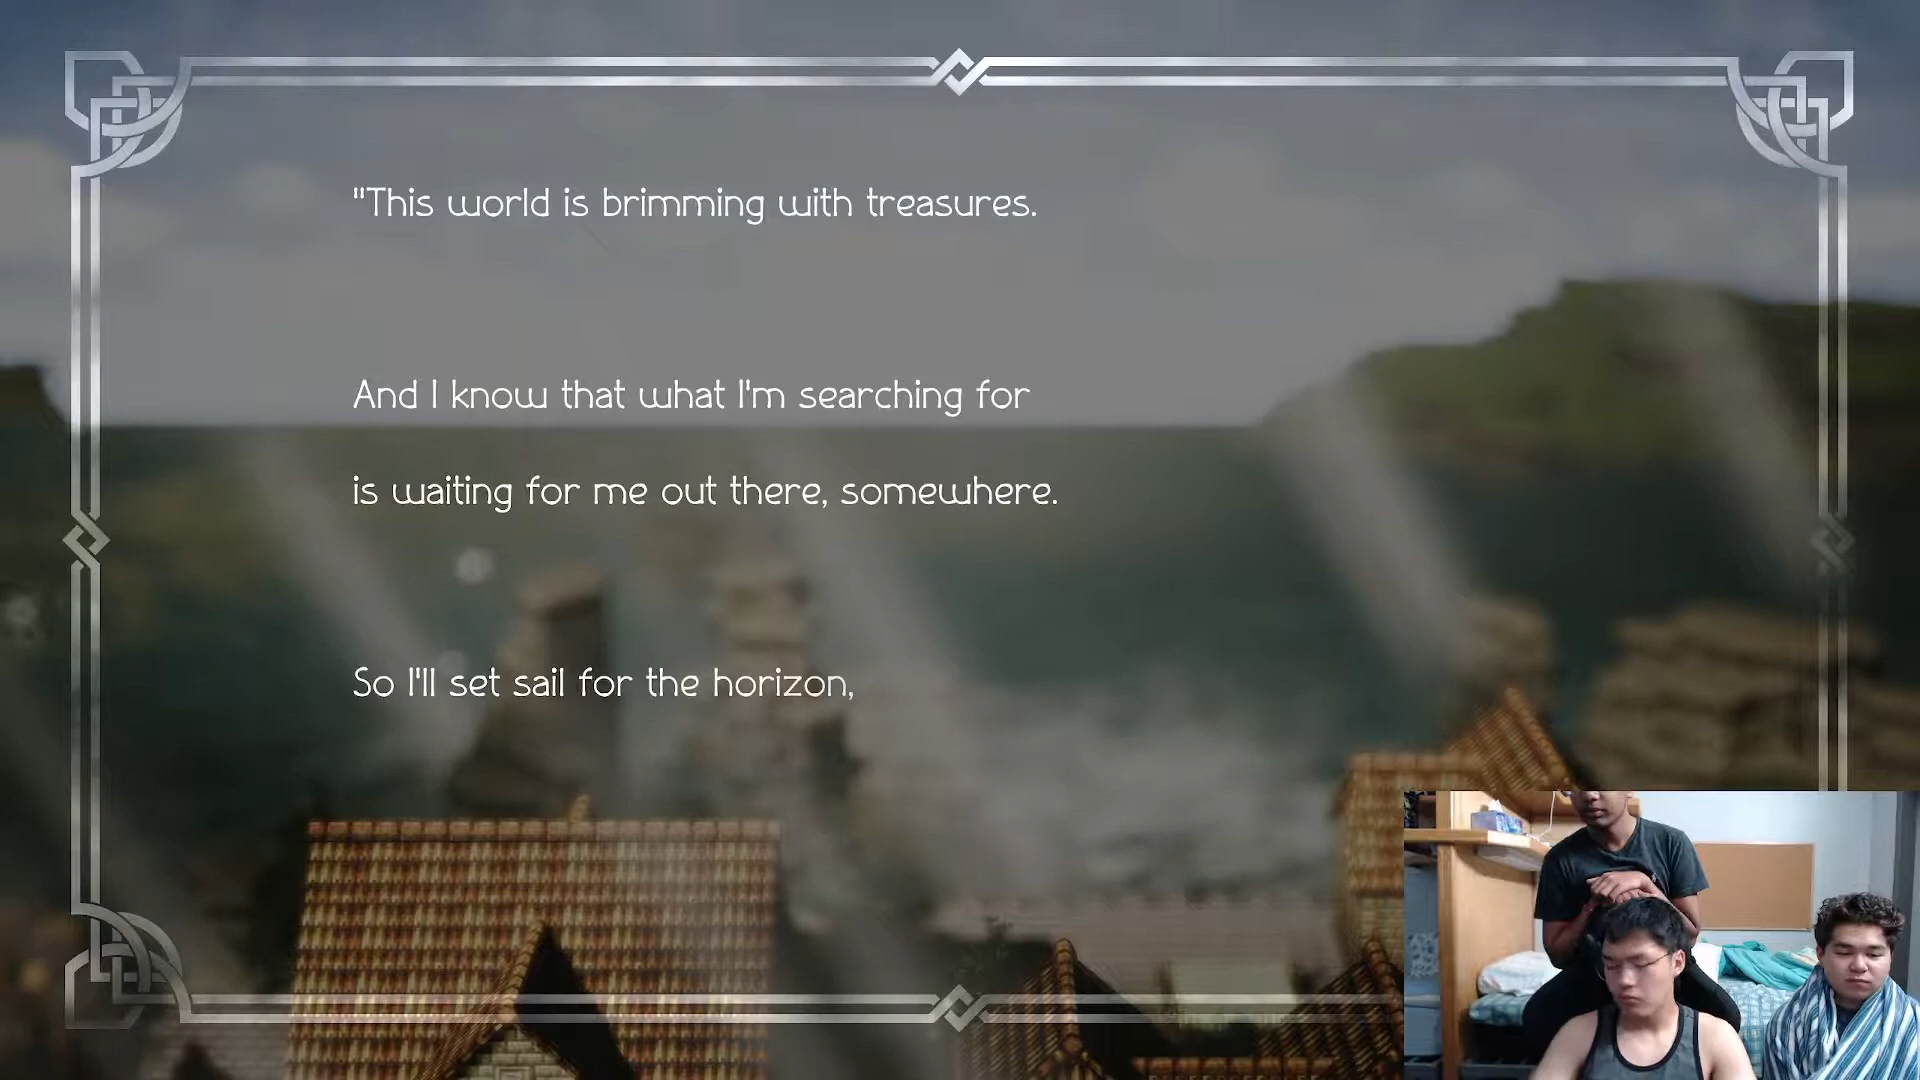 "This world is brimming with treasures.
And I know that what I'm searching for
is waiting for me out there, somewhere.
So I'll set sail for the horizon,